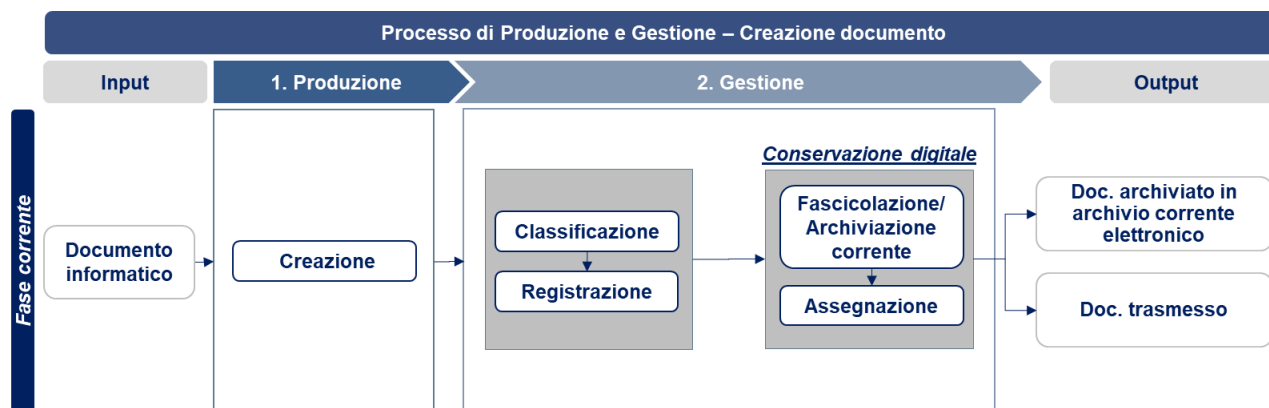 Processo di Produzione e Gestione – Creazione documento
Input
1. Produzione
2. Gestione
Output
Fase corrente
Documento
informatico
Creazione
Classificazione
Registrazione
Conservazione digitale
Fascicolazione/
Archiviazione
corrente
Assegnazione
Doc. archiviato in
archivio corrente
elettronico
Doc. trasmesso